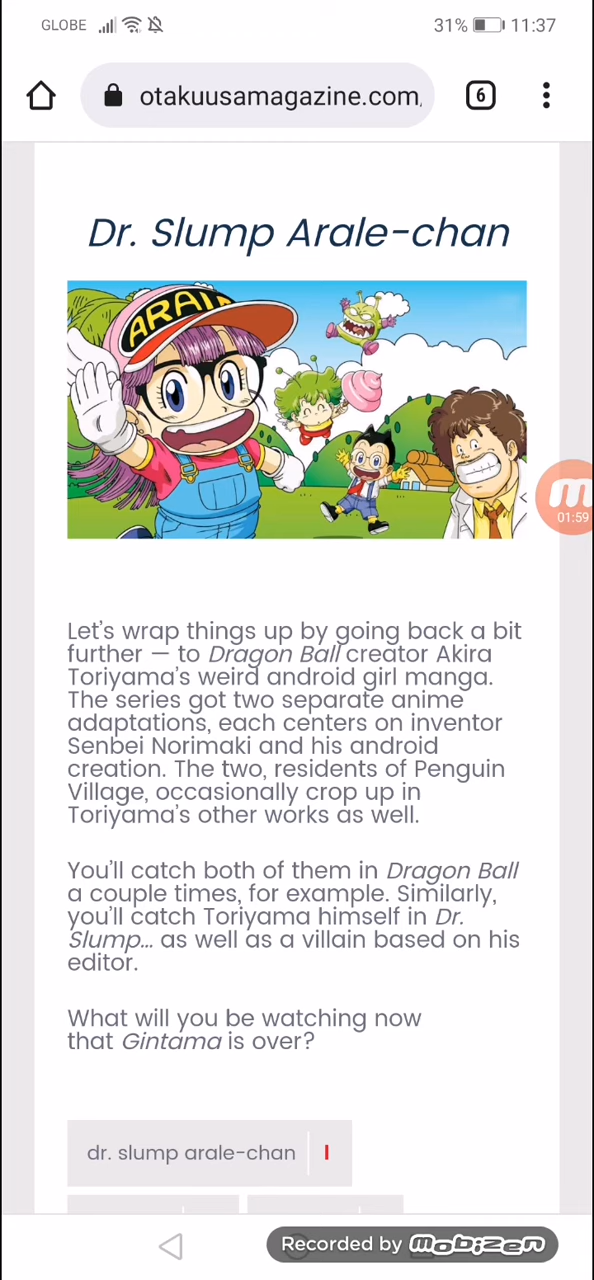 GLOBE 31% 11:37
otakuusamagazine.com, 6
Dr. Slump Arale-chan
ARALE
m
01:59
Let's wrap things up by going back a bit
further — to Dragon Ball creator Akira
Toriyama's weird android girl manga.
The series got two separate anime
adaptations, each centers on inventor
Senbei Norimaki and his android
creation. The two, residents of Penguin
Village, occasionally crop up in
Toriyama's other works as well.
You'll catch both of them in Dragon Ball
a couple times, for example. Similarly,
you'll catch Toriyama himself in Dr.
Slump... as well as a villain based on his
editor.
What will you be watching now
that Gintama is over?
dr. slump arale-chan I
Recorded by mobizen